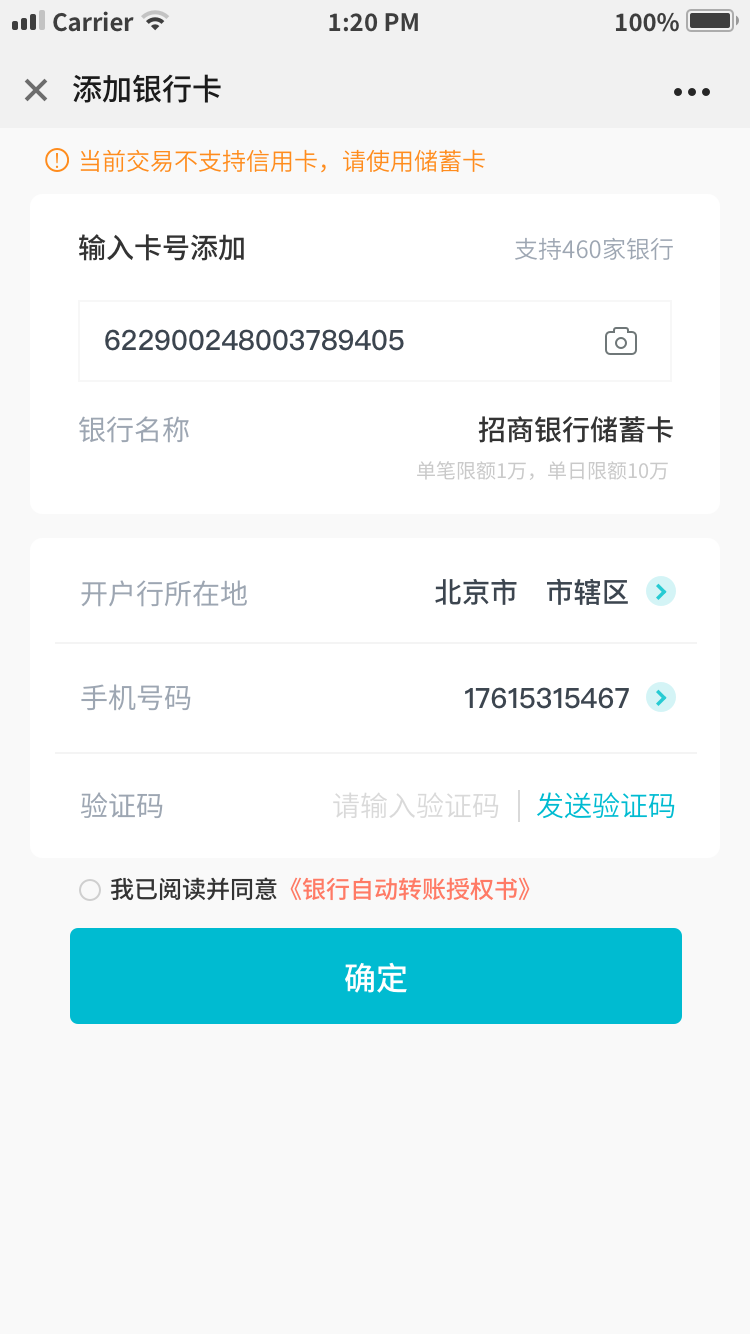 Carrier 1:20 PM 100%
添加银行卡
当前交易不支持信用卡，请使用储蓄卡
输入卡号添加 支持460家银行
622900248003789405
银行名称 招商银行储蓄卡
单笔限额1万，单日限额10万
开户行所在地 北京市 市辖区
手机号码 17615315467
验证码 请输入验证码 发送验证码
我已阅读并同意《银行自动转账授权书》
确定